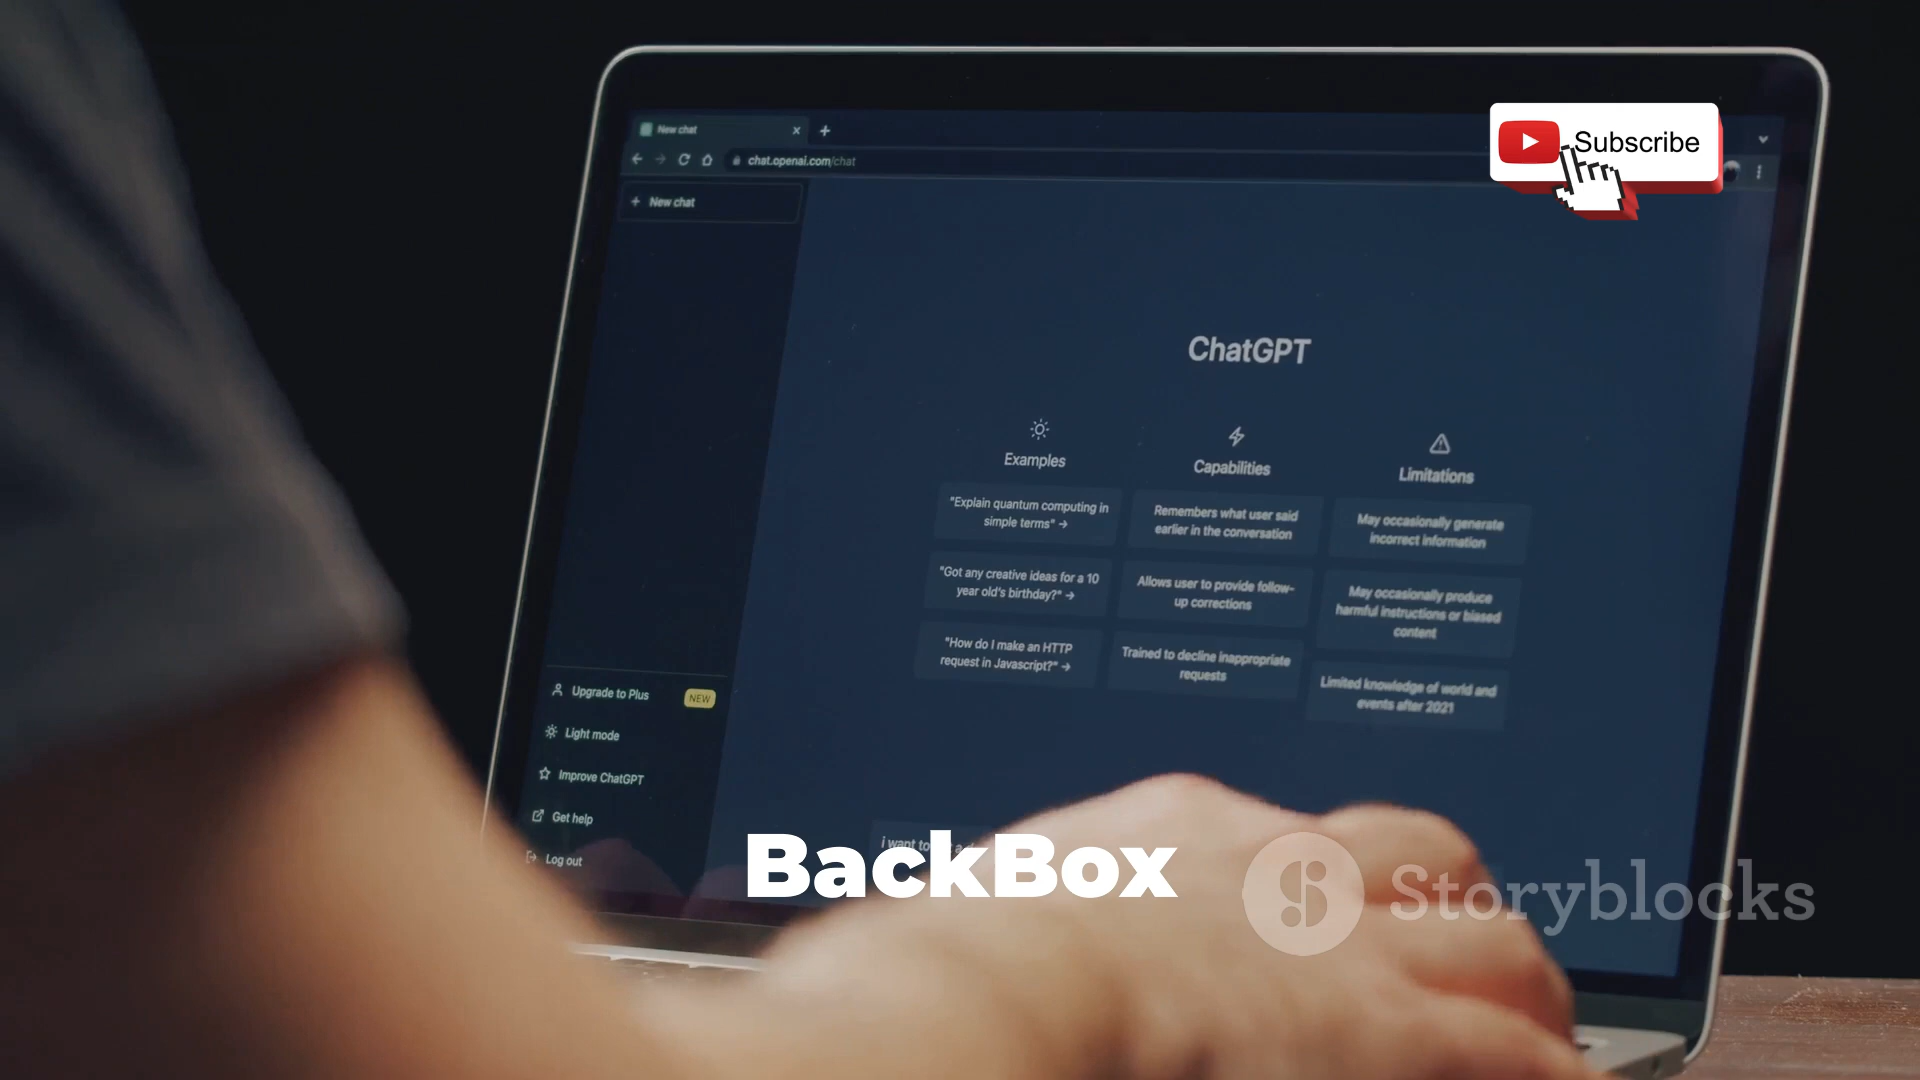 New chat
chat.openai.com/chat
Subscribe
New chat
ChatGPT
Examples
Capabilities
Limitations
"Explain quantum computing in
simple terms" →
"Got any creative ideas for a 10
year old's birthday?" →
"How do I make an HTTP
request in Javascript?" →
Remembers what user said
earlier in the conversation
Allows user to provide follow-
up corrections
Trained to decline inappropriate
requests
May occasionally generate
incorrect information
May occasionally produce
harmful instructions or biased
content
Limited knowledge of world and
events after 2021
Upgrade to Plus
NEW
Light mode
Improve ChatGPT
Get help
Log out
i want to
BackBox
Storyblocks